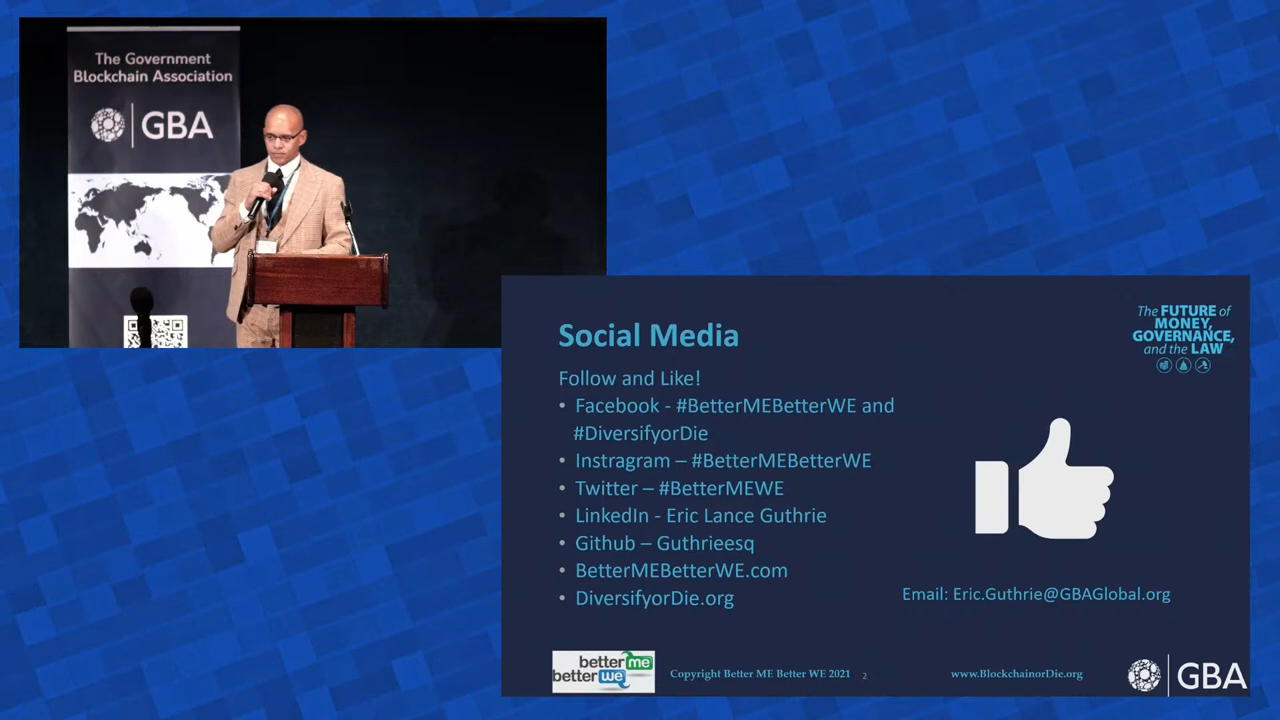 The Government
Blockchain Association
GBA
Social Media
The FUTURE of
MONEY,
GOVERNANCE,
and the LAW
Follow and Like!
• Facebook - #BetterMEBetterWE and
#DiversifyorDie
• Instragram – #BetterMEBetterWE
• Twitter – #BetterMEWE
• LinkedIn - Eric Lance Guthrie
• Github – Guthrieesq
• BetterMEBetterWE.com
• DiversifyorDie.org
Email: Eric.Guthrie@GBAGlobal.org
better me
better we
Copyright Better ME Better WE 2021
2
www.BlockchainorDie.org
GBA